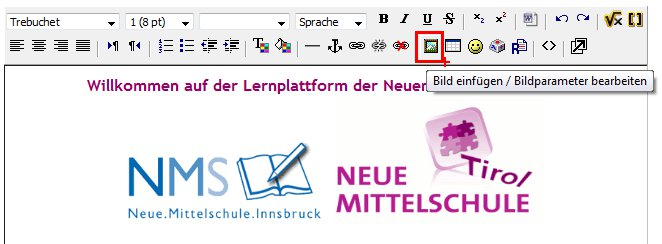 Trebuchet 1 (8 pt) Sprache B I U S x₂ x² W √x []
T
Willkommen auf der Lernplattform der Neuen
Bild einfügen / Bildparameter bearbeiten
NMS
Neue.Mittelschule.Innsbruck
NEUE Tirol
MITTELSCHULE